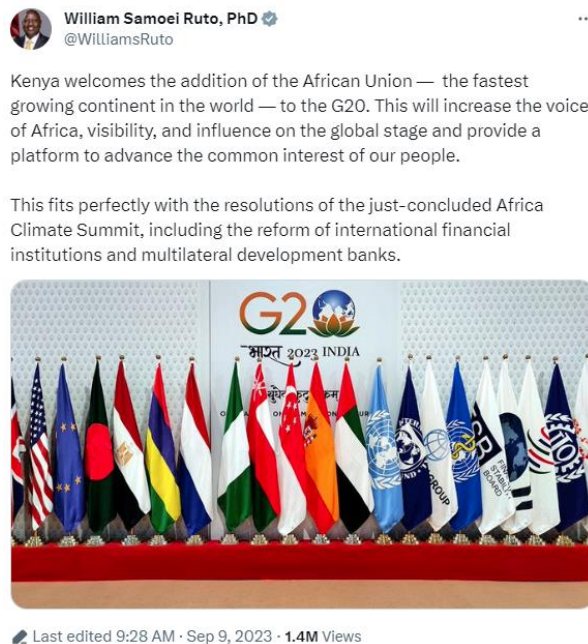 William Samoei Ruto, PhD
@WilliamsRuto
Kenya welcomes the addition of the African Union — the fastest
growing continent in the world — to the G20. This will increase the voice
of Africa, visibility, and influence on the global stage and provide a
platform to advance the common interest of our people.
This fits perfectly with the resolutions of the just-concluded Africa
Climate Summit, including the reform of international financial
institutions and multilateral development banks.
G20
भारत 2023 INDIA
GROUP
FSB
FINANCIAL
STABILITY
BOARD
Last edited 9:28 AM · Sep 9, 2023 · 1.4M Views